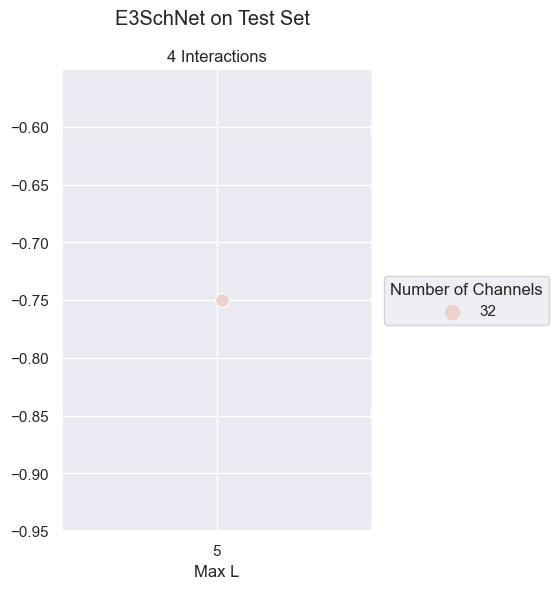 E3SchNet on Test Set
4 Interactions
−0.60
−0.65
−0.70
−0.75
−0.80
−0.85
−0.90
−0.95
5
Max L
Number of Channels
32